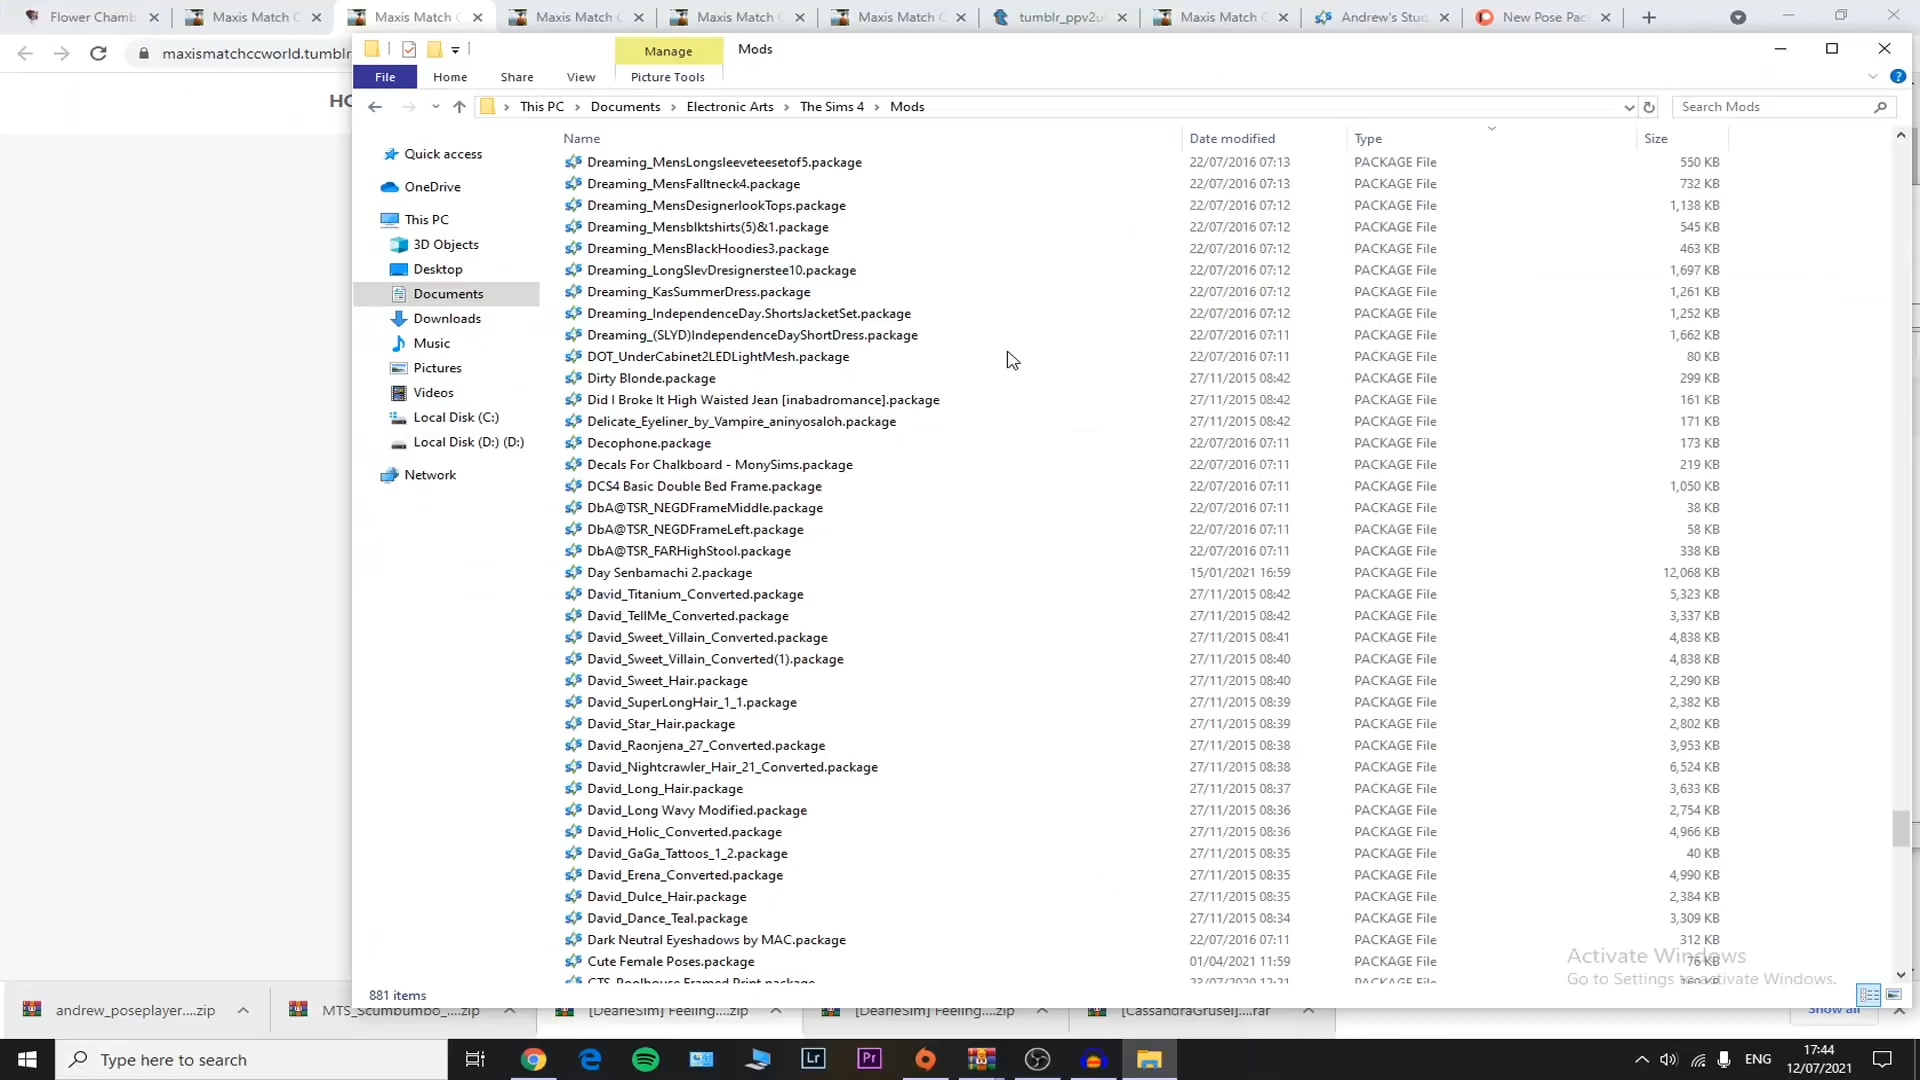 Flower Chamb
Maxis Match C
Maxis Match C
Maxis Match C
Maxis Match C
Maxis Match C
tumblr_ppv2u
Maxis Match C
Andrew's Stud
New Pose Pac
maxismatchccworld.tumblr
HO
Manage
Mods
File
Home
Share
View
Picture Tools
This PC > Documents > Electronic Arts > The Sims 4 > Mods
Search Mods
Quick access
OneDrive
This PC
3D Objects
Desktop
Documents
Downloads
Music
Pictures
Videos
Local Disk (C:)
Local Disk (D:) (D:)
Network
Name Date modified Type Size
Dreaming_MensLongsleeveteesetof5.package 22/07/2016 07:13 PACKAGE File 550 KB
Dreaming_MensFalltneck4.package 22/07/2016 07:13 PACKAGE File 732 KB
Dreaming_MensDesignerlookTops.package 22/07/2016 07:12 PACKAGE File 1,138 KB
Dreaming_Mensblktshirts(5)&1.package 22/07/2016 07:12 PACKAGE File 545 KB
Dreaming_MensBlackHoodies3.package 22/07/2016 07:12 PACKAGE File 463 KB
Dreaming_LongSlevDresignerstee10.package 22/07/2016 07:12 PACKAGE File 1,697 KB
Dreaming_KasSummerDress.package 22/07/2016 07:12 PACKAGE File 1,261 KB
Dreaming_IndependenceDay.ShortsJacketSet.package 22/07/2016 07:12 PACKAGE File 1,252 KB
Dreaming_(SLYD)IndependenceDayShortDress.package 22/07/2016 07:11 PACKAGE File 1,662 KB
DOT_UnderCabinet2LEDLightMesh.package 22/07/2016 07:11 PACKAGE File 80 KB
Dirty Blonde.package 27/11/2015 08:42 PACKAGE File 299 KB
Did I Broke It High Waisted Jean [inabadromance].package 27/11/2015 08:42 PACKAGE File 161 KB
Delicate_Eyeliner_by_Vampire_aninyosaloh.package 27/11/2015 08:42 PACKAGE File 171 KB
Decophone.package 22/07/2016 07:11 PACKAGE File 173 KB
Decals For Chalkboard - MonySims.package 22/07/2016 07:11 PACKAGE File 219 KB
DCS4 Basic Double Bed Frame.package 22/07/2016 07:11 PACKAGE File 1,050 KB
DbA@TSR_NEGDFrameMiddle.package 22/07/2016 07:11 PACKAGE File 38 KB
DbA@TSR_NEGDFrameLeft.package 22/07/2016 07:11 PACKAGE File 58 KB
DbA@TSR_FARHighStool.package 22/07/2016 07:11 PACKAGE File 338 KB
Day Senbamachi 2.package 15/01/2021 16:59 PACKAGE File 12,068 KB
David_Titanium_Converted.package 27/11/2015 08:42 PACKAGE File 5,323 KB
David_TellMe_Converted.package 27/11/2015 08:42 PACKAGE File 3,337 KB
David_Sweet_Villain_Converted.package 27/11/2015 08:41 PACKAGE File 4,838 KB
David_Sweet_Villain_Converted(1).package 27/11/2015 08:40 PACKAGE File 4,838 KB
David_Sweet_Hair.package 27/11/2015 08:40 PACKAGE File 2,290 KB
David_SuperLongHair_1_1.package 27/11/2015 08:39 PACKAGE File 2,382 KB
David_Star_Hair.package 27/11/2015 08:39 PACKAGE File 2,802 KB
David_Raonjena_27_Converted.package 27/11/2015 08:38 PACKAGE File 3,953 KB
David_Nightcrawler_Hair_21_Converted.package 27/11/2015 08:38 PACKAGE File 6,524 KB
David_Long_Hair.package 27/11/2015 08:37 PACKAGE File 3,633 KB
David_Long Wavy Modified.package 27/11/2015 08:36 PACKAGE File 2,754 KB
David_Holic_Converted.package 27/11/2015 08:36 PACKAGE File 4,966 KB
David_GaGa_Tattoos_1_2.package 27/11/2015 08:35 PACKAGE File 40 KB
David_Erena_Converted.package 27/11/2015 08:35 PACKAGE File 4,990 KB
David_Dulce_Hair.package 27/11/2015 08:35 PACKAGE File 2,384 KB
David_Dance_Teal.package 27/11/2015 08:34 PACKAGE File 3,309 KB
Dark Neutral Eyeshadows by MAC.package 22/07/2016 07:11 PACKAGE File 312 KB
Cute Female Poses.package 01/04/2021 11:59 PACKAGE File 76 KB
Activate Windows
Go to Settings to activate Windows.
881 items
andrew_poseplayer....zip
MTS_Scumbumbo_....zip
[DearieSim] Feeling....zip
[DearieSim] Feeling....zip
[CassandraGrusel]....rar
Show all
Type here to search
Lr
Pr
ENG
17:44
12/07/2021